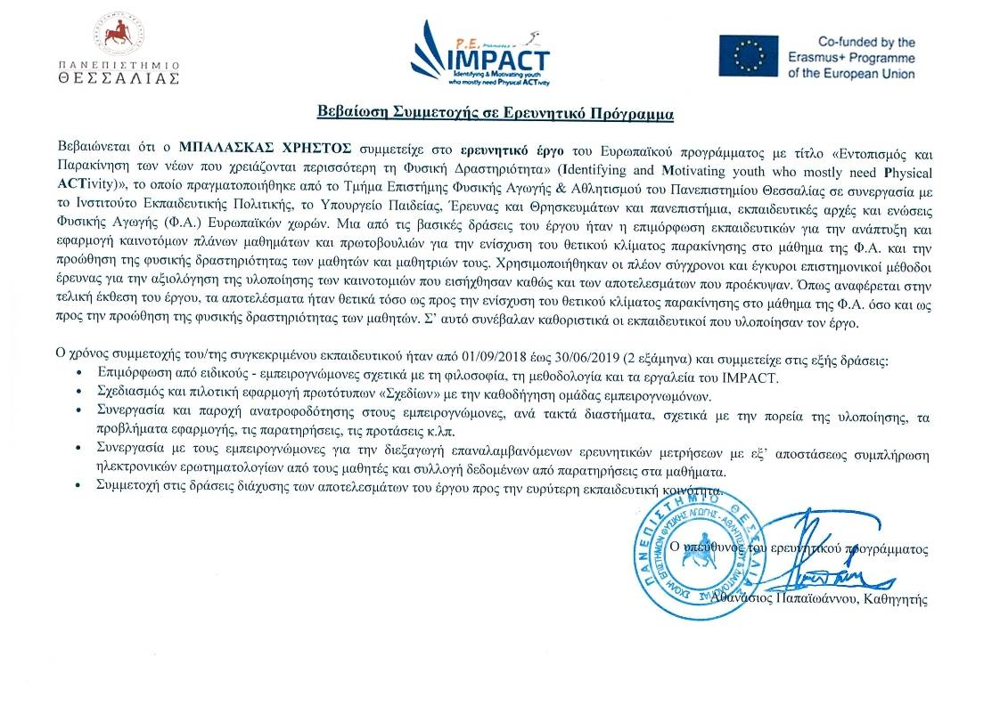 ΠΑΝΕΠΙΣΤΗΜΙΟ
ΘΕΣΣΑΛΙΑΣ
P.E.
IMPACT
Identifying & Motivating youth
who mostly need Physical ACTivity
Co-funded by the
Erasmus+ Programme
of the European Union
Βεβαίωση Συμμετοχής σε Ερευνητικό Πρόγραμμα
Βεβαιώνεται ότι ο ΜΠΑΛΑΣΚΑΣ ΧΡΗΣΤΟΣ συμμετείχε στο ερευνητικό έργο του Ευρωπαϊκού προγράμματος με τίτλο «Εντοπισμός και
Παρακίνηση των νέων που χρειάζονται περισσότερη τη Φυσική Δραστηριότητα» (Identifying and Motivating youth who mostly need Physical
ACTivity)», το οποίο πραγματοποιήθηκε από το Τμήμα Επιστήμης Φυσικής Αγωγής & Αθλητισμού του Πανεπιστημίου Θεσσαλίας σε συνεργασία με
το Ινστιτούτο Εκπαιδευτικής Πολιτικής, το Υπουργείο Παιδείας, Έρευνας και Θρησκευμάτων και πανεπιστήμια, εκπαιδευτικές αρχές και ενώσεις
Φυσικής Αγωγής (Φ.Α.) Ευρωπαϊκών χωρών. Μια από τις βασικές δράσεις του έργου ήταν η επιμόρφωση εκπαιδευτικών για την ανάπτυξη και
εφαρμογή καινοτόμων πλάνων μαθημάτων και πρωτοβουλιών για την ενίσχυση του θετικού κλίματος παρακίνησης στο μάθημα της Φ.Α. και την
προώθηση της φυσικής δραστηριότητας των μαθητών και μαθητριών τους. Χρησιμοποιήθηκαν οι πλέον σύγχρονοι και έγκυροι επιστημονικοί μέθοδοι
έρευνας για την αξιολόγηση της υλοποίησης των καινοτομιών που εισήχθησαν καθώς και των αποτελεσμάτων που προέκυψαν. Όπως αναφέρεται στην
τελική έκθεση του έργου, τα αποτελέσματα ήταν θετικά τόσο ως προς την ενίσχυση του θετικού κλίματος παρακίνησης στο μάθημα της Φ.Α. όσο και ως
προς την προώθηση της φυσικής δραστηριότητας των μαθητών. Σ' αυτό συνέβαλαν καθοριστικά οι εκπαιδευτικοί που υλοποίησαν τον έργο.
Ο χρόνος συμμετοχής του/της συγκεκριμένου εκπαιδευτικού ήταν από 01/09/2018 έως 30/06/2019 (2 εξάμηνα) και συμμετείχε στις εξής δράσεις:
• Επιμόρφωση από ειδικούς - εμπειρογνώμονες σχετικά με τη φιλοσοφία, τη μεθοδολογία και τα εργαλεία του IMPACT.
• Σχεδιασμός και πιλοτική εφαρμογή πρωτότυπων «Σχεδίων» με την καθοδήγηση ομάδας εμπειρογνωμόνων.
• Συνεργασία και παροχή ανατροφοδότησης στους εμπειρογνώμονες, ανά τακτά διαστήματα, σχετικά με την πορεία της υλοποίησης, τα
προβλήματα εφαρμογής, τις παρατηρήσεις, τις προτάσεις κ.λπ.
• Συνεργασία με τους εμπειρογνώμονες για την διεξαγωγή επαναλαμβανόμενων ερευνητικών μετρήσεων με εξ' αποστάσεως συμπλήρωση
ηλεκτρονικών ερωτηματολογίων από τους μαθητές και συλλογή δεδομένων από παρατηρήσεις στα μαθήματα.
• Συμμετοχή στις δράσεις διάχυσης των αποτελεσμάτων του έργου προς την ευρύτερη εκπαιδευτική κοινότητα.
ΠΑΝΕΠΙΣΤΗΜΙΟ ΘΕΣΣΑΛΙΑΣ
ΣΧΟΛΗ ΕΠΙΣΤΗΜΩΝ ΦΥΣΙΚΗΣ ΑΓΩΓΗΣ - ΑΘΛΗΤΙΣΜΟΥ & ΔΙΑΙΤΟΛΟΓΙΑΣ
Ο υπεύθυνος του ερευνητικού προγράμματος
Αθανάσιος Παπαϊωάννου, Καθηγητής